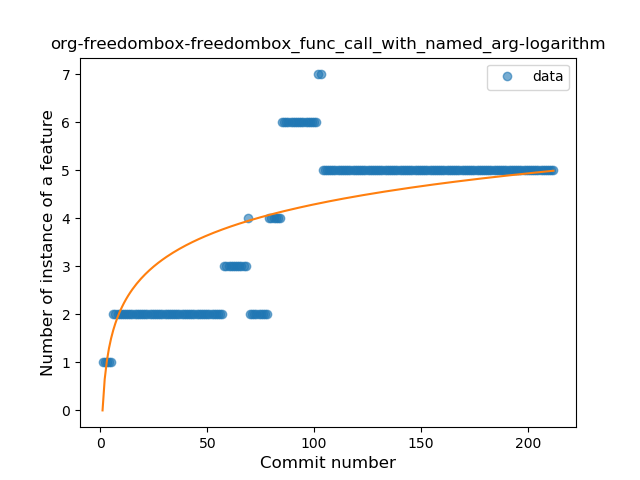 org-freedombox-freedombox_func_call_with_named_arg-logarithm
data
7
6
5
4
3
2
1
0
Number of instance of a feature
0 50 100 150 200
Commit number